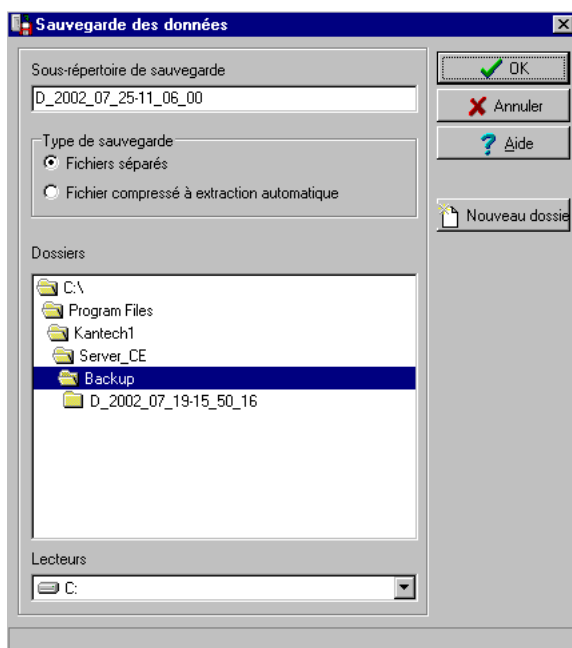 Sauvegarde des données
Sous-répertoire de sauvegarde
D_2002_07_25-11_06_00
Type de sauvegarde
Fichiers séparés
Fichier compressé à extraction automatique
Dossiers
C:\
Program Files
Kantech1
Server_CE
Backup
D_2002_07_19-15_50_16
Lecteurs
C:
OK
Annuler
Aide
Nouveau dossie